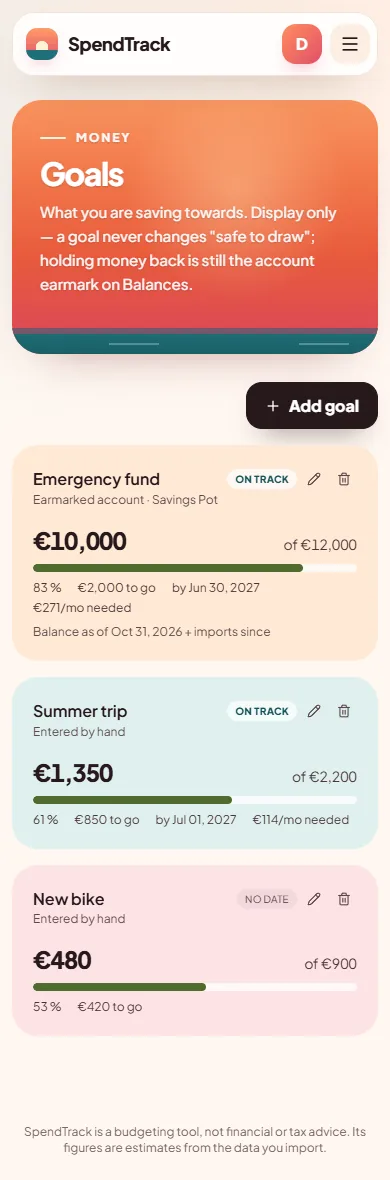 SpendTrack
D
MONEY
Goals
What you are saving towards. Display only
— a goal never changes "safe to draw";
holding money back is still the account
earmark on Balances.
+ Add goal
Emergency fund
ON TRACK
Earmarked account · Savings Pot
€10,000
of €12,000
83 % €2,000 to go by Jun 30, 2027
€271/mo needed
Balance as of Oct 31, 2026 + imports since
Summer trip
ON TRACK
Entered by hand
€1,350
of €2,200
61 % €850 to go by Jul 01, 2027 €114/mo needed
New bike
NO DATE
Entered by hand
€480
of €900
53 % €420 to go
SpendTrack is a budgeting tool, not financial or tax advice. Its
figures are estimates from the data you import.